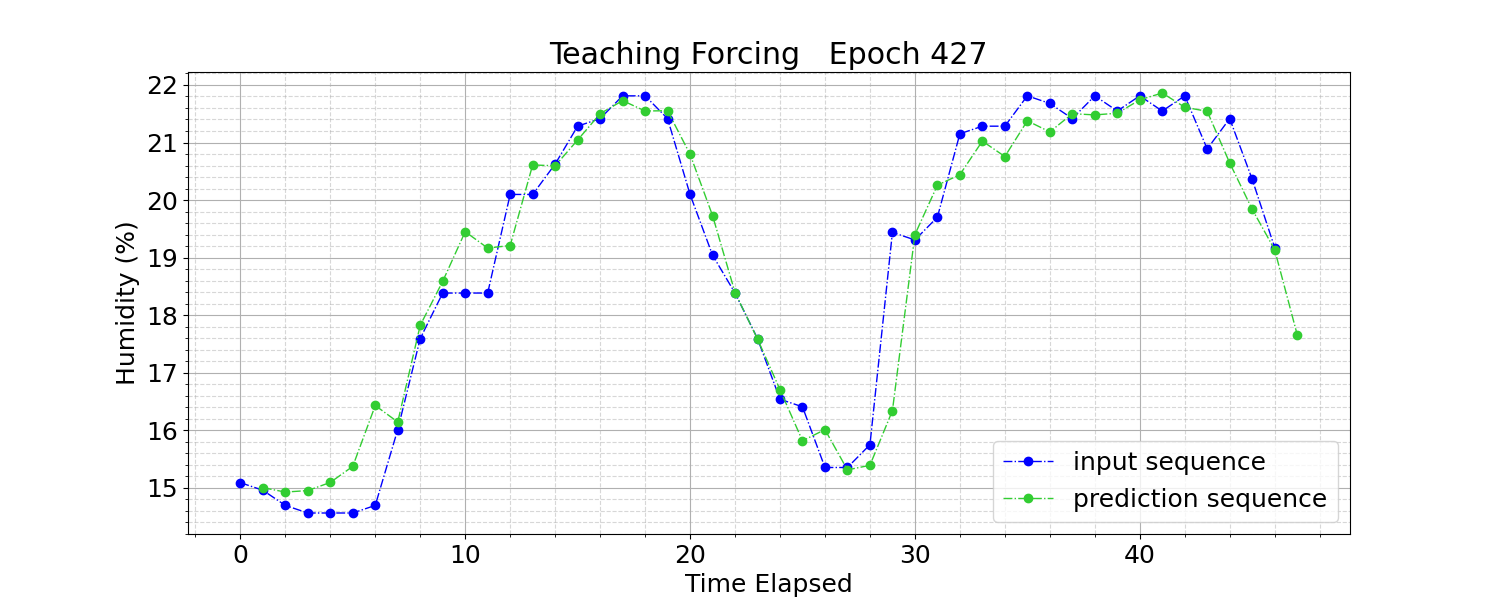 Teaching Forcing   Epoch 427
Humidity (%)
22
21
20
19
18
17
16
15
input sequence
prediction sequence
0 10 20 30 40
Time Elapsed